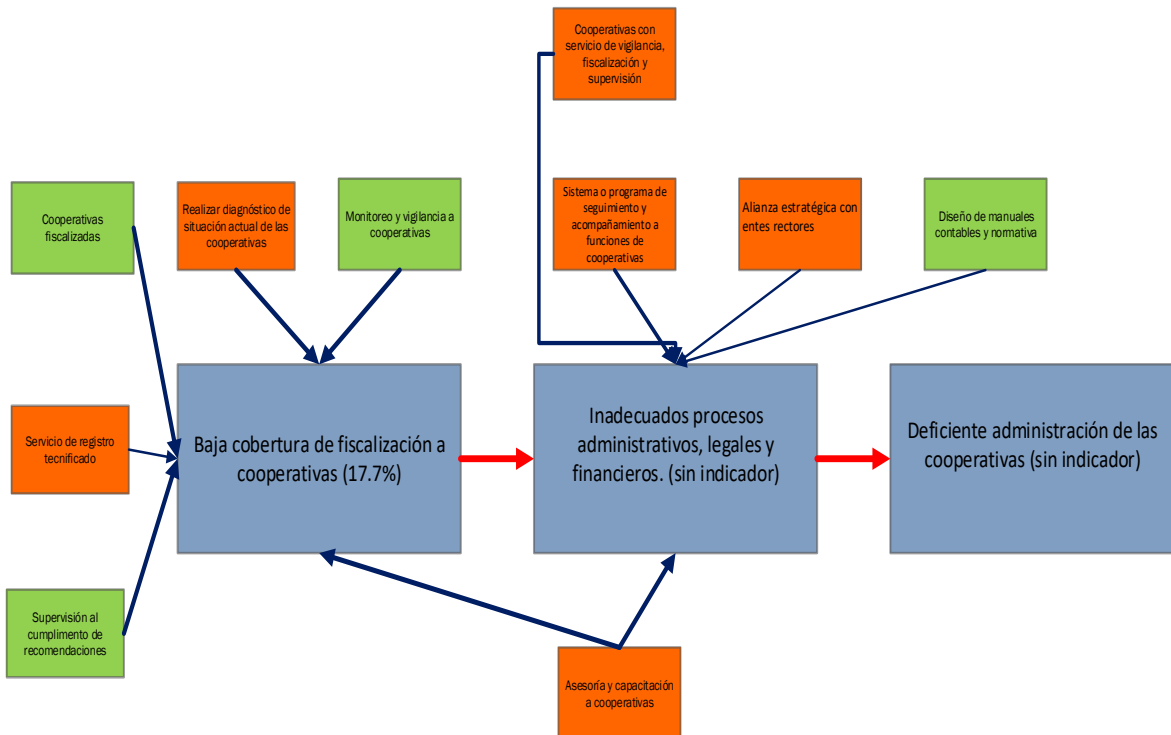 Cooperativas con
servicio de vigilancia,
fiscalización y
supervisión
Cooperativas
fiscalizadas
Realizar diagnóstico de
situación actual de las
cooperativas
Monitoreo y vigilancia a
cooperativas
Sistema o programa de
seguimiento y
acompañamiento a
funciones de
cooperativas
Alianza estratégica con
entes rectores
Diseño de manuales
contables y normativa
Servicio de registro
tecnificado
Baja cobertura de fiscalización a
cooperativas (17.7%)
Inadecuados procesos
administrativos, legales y
financieros. (sin indicador)
Deficiente administración de las
cooperativas (sin indicador)
Supervisión al
cumplimento de
recomendaciones
Asesoría y capacitación
a cooperativas